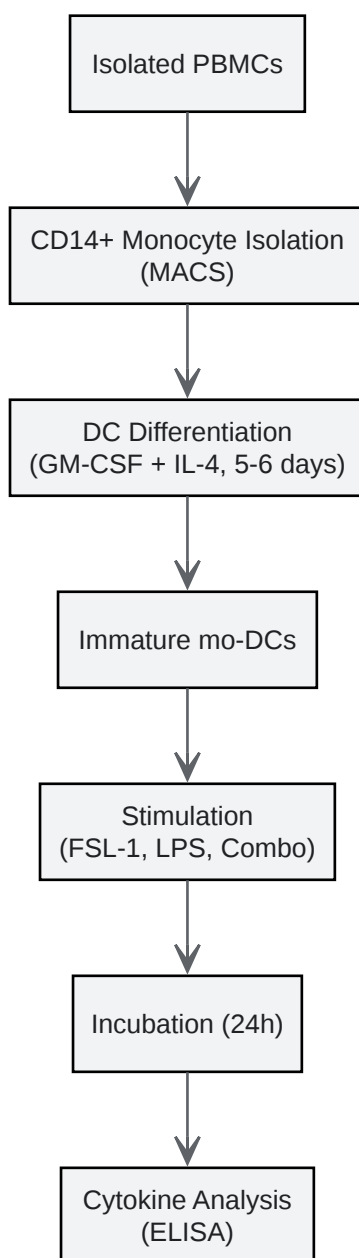 Isolated PBMCs
CD14+ Monocyte Isolation
(MACS)
DC Differentiation
(GM-CSF + IL-4, 5-6 days)
Immature mo-DCs
Stimulation
(FSL-1, LPS, Combo)
Incubation (24h)
Cytokine Analysis
(ELISA)